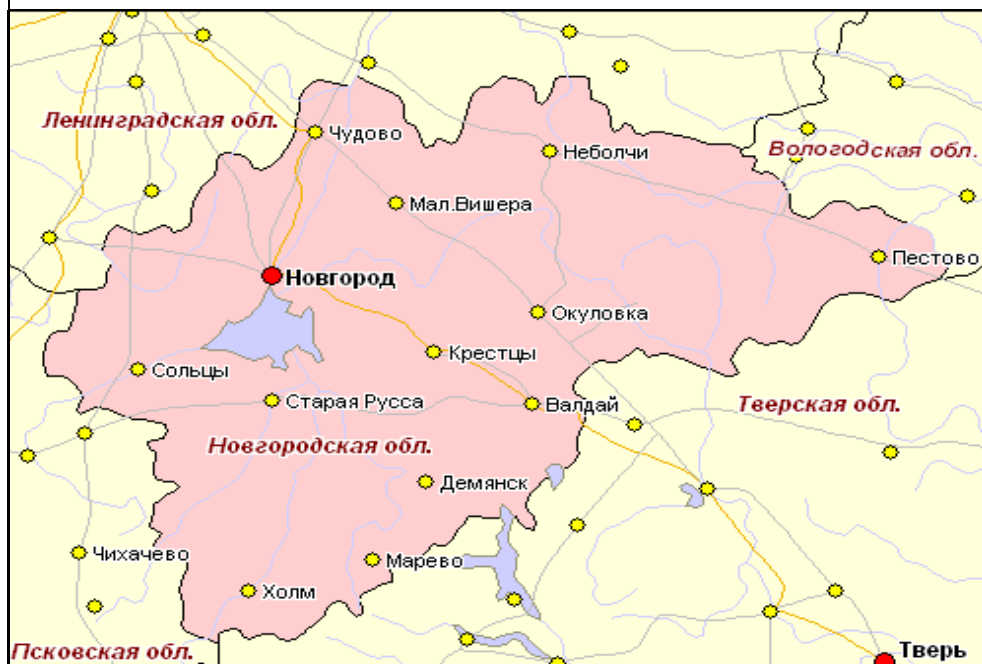 Ленинградская обл.
Чудово
Неболчи
Вологодская обл.
Мал.Вишера
Пестово
Новгород
Окуловка
Крестцы
Сольцы
Старая Русса
Валдай
Тверская обл.
Новгородская обл.
Демянск
Чихачево
Марево
Холм
Псковская обл.
Тверь